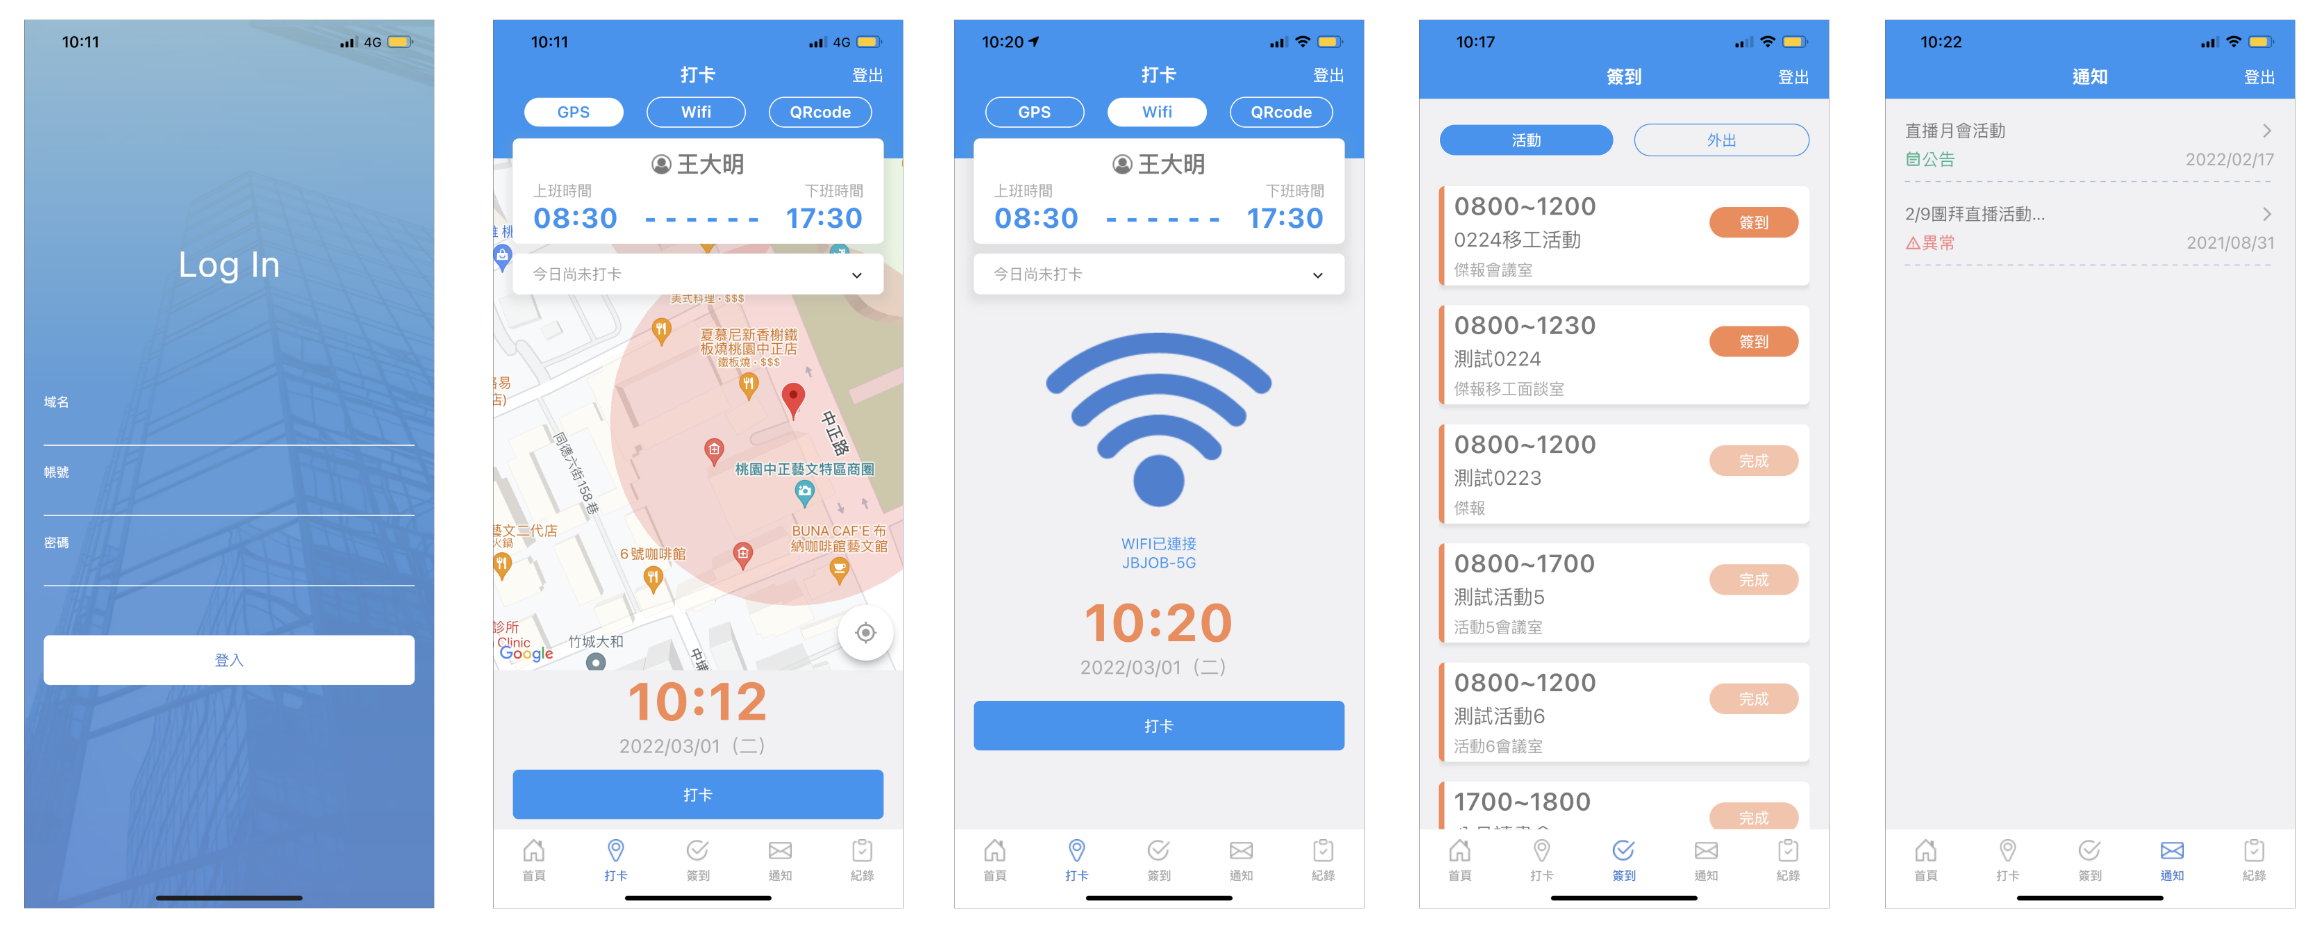 10:11
4G
Log In
域名
帳號
密碼
登入
10:11
4G
打卡
登出
GPS
Wifi
QRcode
王大明
上班時間
下班時間
08:30
------
17:30
今日尚未打卡
美式料理·$$$
夏慕尼新香榭鐵
板燒桃園中正店
鐵板燒·$$$
中正路
同德六街158巷
桃園中正藝文特區商圈
藝文二代店
火鍋
BUNA CAF'E 布
納咖啡館藝文館
6號咖啡館
診所
Clinic
Google
竹城大和
中埔
10:12
2022/03/01（二）
打卡
首頁
打卡
簽到
通知
紀錄
10:20
打卡
登出
GPS
Wifi
QRcode
王大明
上班時間
下班時間
08:30
------
17:30
今日尚未打卡
WIFI已連接
JBJOB-5G
10:20
2022/03/01（二）
打卡
首頁
打卡
簽到
通知
紀錄
10:17
簽到
登出
活動
外出
0800~1200
0224移工活動
傑報會議室
簽到
0800~1230
測試0224
傑報移工面談室
簽到
0800~1200
測試0223
傑報
完成
0800~1700
測試活動5
活動5會議室
完成
0800~1200
測試活動6
活動6會議室
完成
1700~1800
完成
首頁
打卡
簽到
通知
紀錄
10:22
通知
登出
直播月會活動
公告
2022/02/17
2/9團拜直播活動...
異常
2021/08/31
首頁
打卡
簽到
通知
紀錄